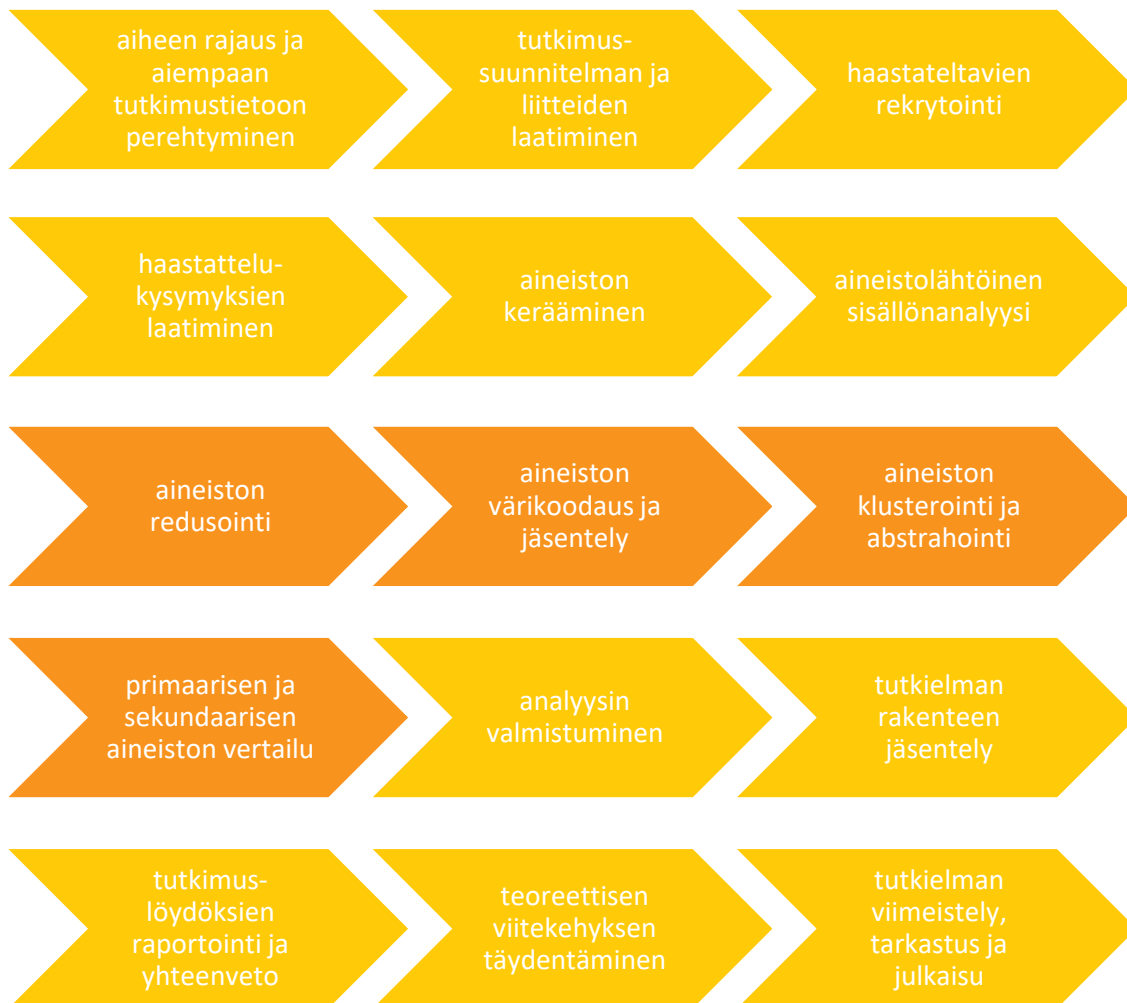 aiheen rajaus ja
aiempaan
tutkimustietoon
perehtyminen
tutkimus-
suunnitelman ja
liitteiden
laatiminen
haastateltavien
rekrytointi
haastattelu-
kysymyksien
laatiminen
aineiston
kerääminen
aineistolähtöinen
sisällönanalyysi
aineiston
redusointi
aineiston
värikoodaus ja
jäsentely
aineiston
klusterointi ja
abstrahointi
primaarisen ja
sekundaarisen
aineiston vertailu
analyysin
valmistuminen
tutkielman
rakenteen
jäsentely
tutkimus-
löydöksien
raportointi ja
yhteenveto
teoreettisen
viitekehyksen
täydentäminen
tutkielman
viimeistely,
tarkastus ja
julkaisu